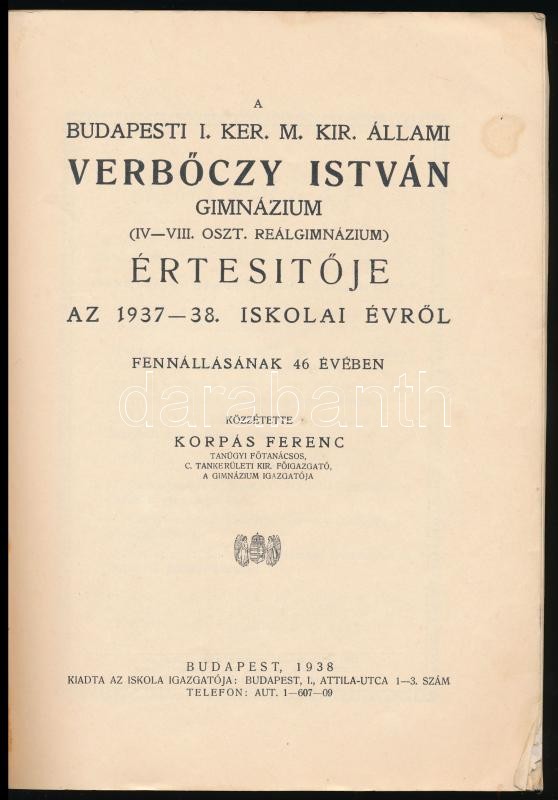 A
BUDAPESTI I. KER. M. KIR. ÁLLAMI
VERBŐCZY ISTVÁN
GIMNÁZIUM
(IV—VIII. OSZT. REÁLGIMNÁZIUM)
ÉRTESITŐJE
AZ 1937—38. ISKOLAI ÉVRŐL
FENNÁLLÁSÁNAK 46 ÉVÉBEN
darabanth
KÖZZÉTETTE
KORPÁS FERENC
TANÜGYI FŐTANÁCSOS,
C. TANKERÜLETI KIR. FŐIGAZGATÓ,
A GIMNÁZIUM IGAZGATÓJA
BUDAPEST, 1938
KIADTA AZ ISKOLA IGAZGATÓJA: BUDAPEST, I., ATTILA-UTCA 1—3. SZÁM
TELEFON: AUT. 1—607—09